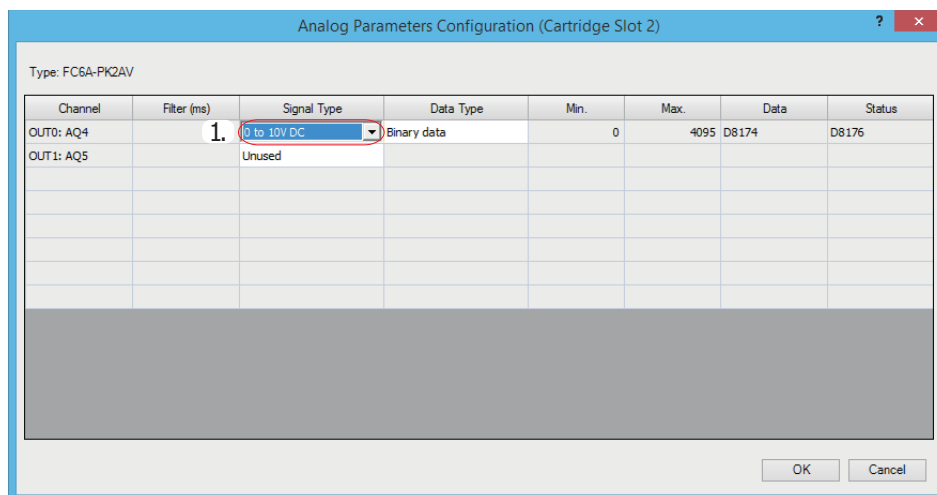 Analog Parameters Configuration (Cartridge Slot 2)
? ×
Type: FC6A-PK2AV
Channel Filter (ms) Signal Type Data Type Min. Max. Data Status
OUT0: AQ4 1. 0 to 10V DC Binary data 0 4095 D8174 D8176
OUT1: AQ5 Unused
OK Cancel